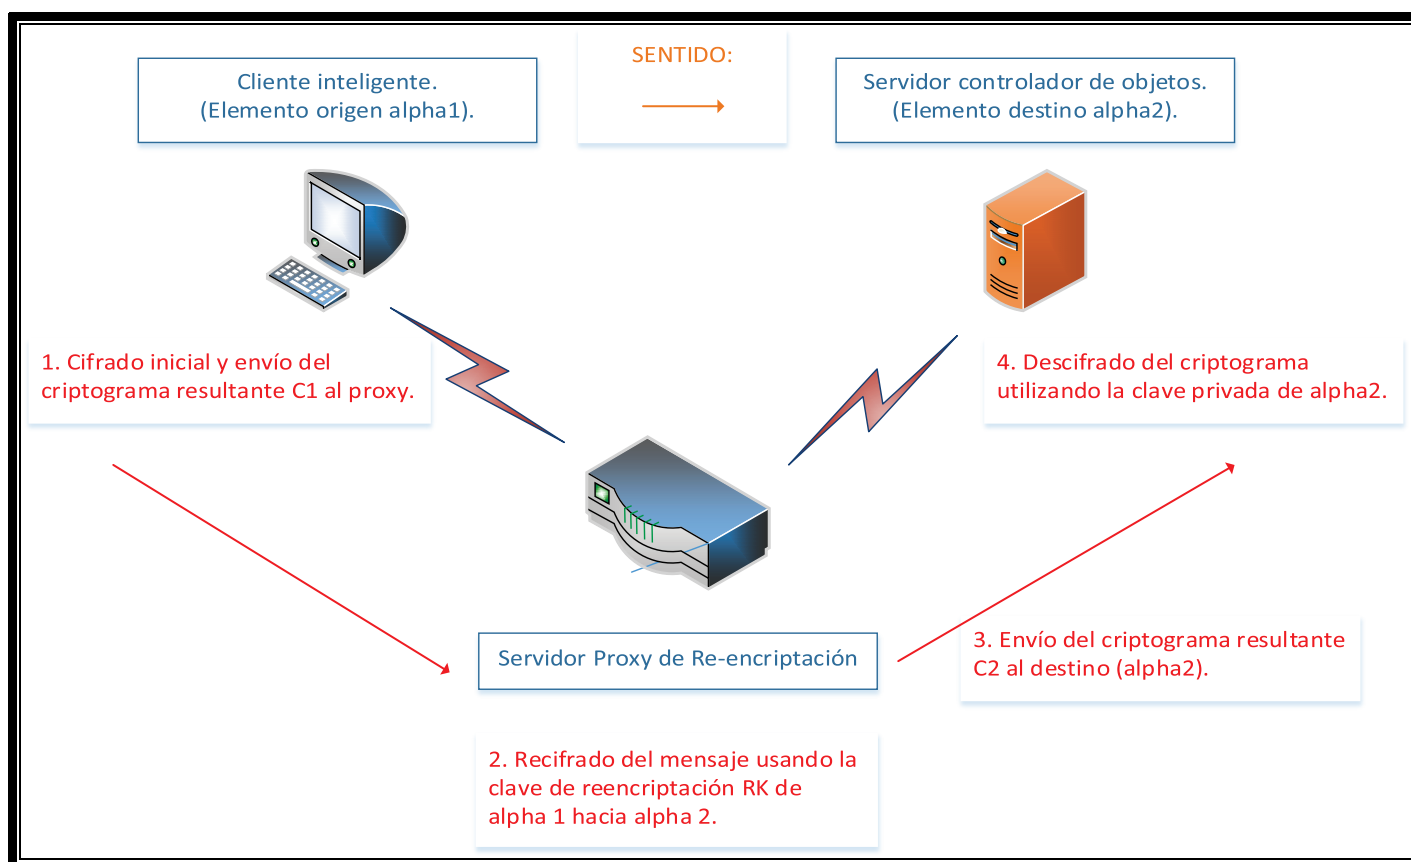 SENTIDO:
Cliente inteligente.
(Elemento origen alpha1).
Servidor controlador de objetos.
(Elemento destino alpha2).
1. Cifrado inicial y envío del
criptograma resultante C1 al proxy.
4. Descifrado del criptograma
utilizando la clave privada de alpha2.
Servidor Proxy de Re-encriptación
3. Envío del criptograma resultante
C2 al destino (alpha2).
2. Recifrado del mensaje usando la
clave de reencriptación RK de
alpha 1 hacia alpha 2.